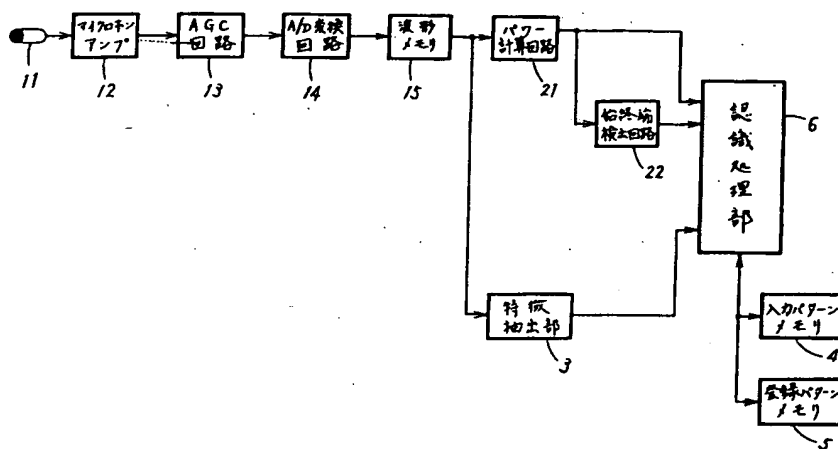 マイクロホン
アンプ
AGC
回路
A/D変換
回路
波形
メモリ
パワー
計算回路
始終端
検出回路
認識処理部
特徴
抽出部
入力パターン
メモリ
登録パターン
メモリ
11
12
13
14
15
21
22
6
3
4
5